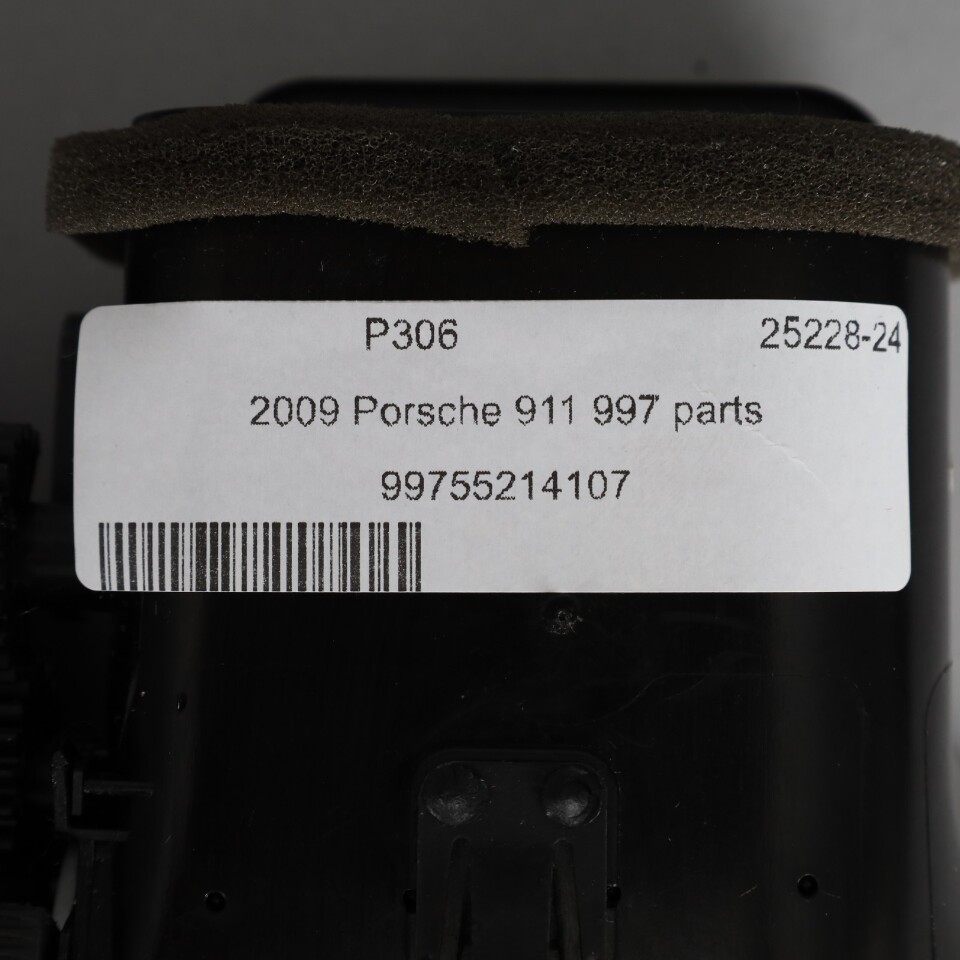 P306 25228-24
2009 Porsche 911 997 parts
99755214107